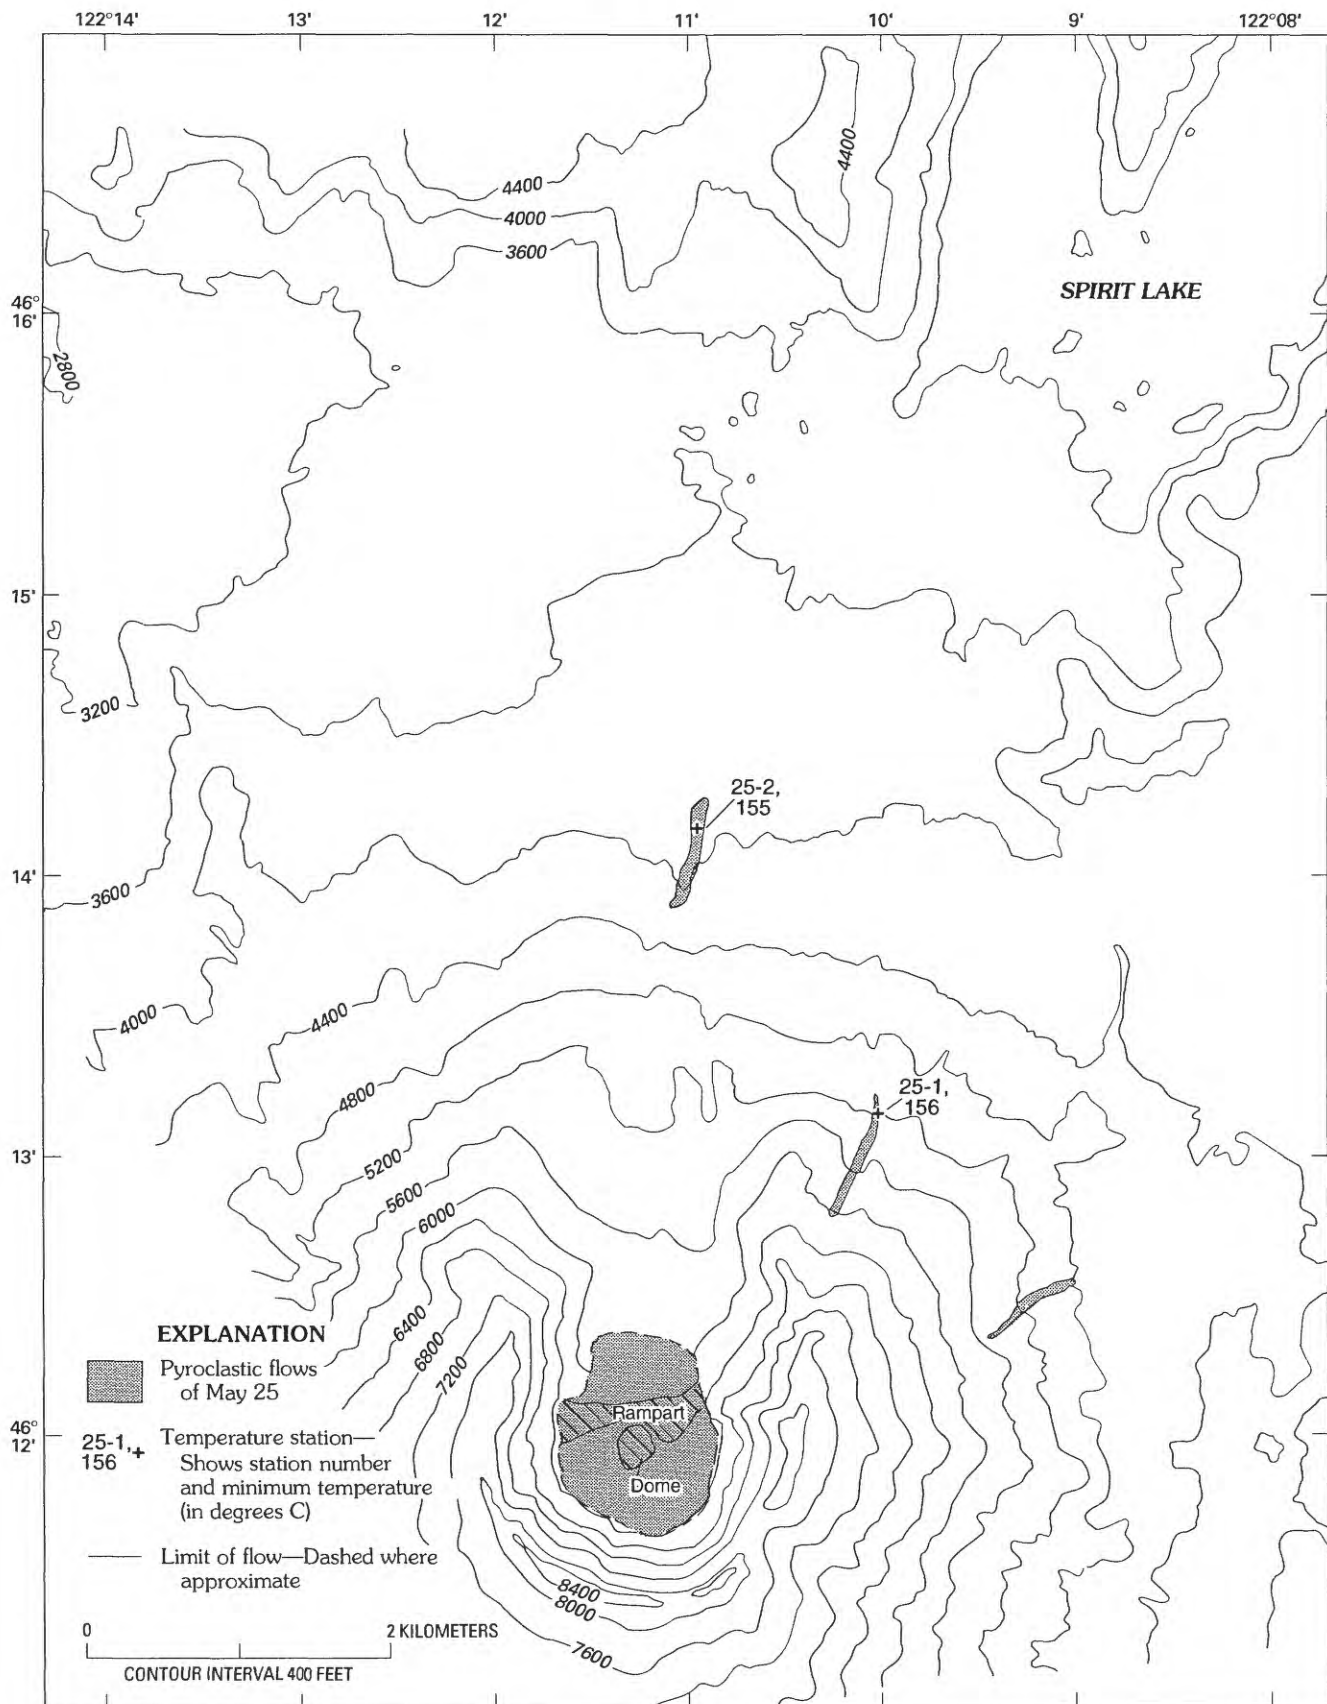 122°14' 13' 12' 11' 10' 9' 122°08'
4400
4400
4000
3600
SPIRIT LAKE
46°
16'
2800
15'
3200
25-2,
155
14'
3600
4000
4400
4800
25-1,
156
13'
5200
5600
6000
6400
6800
7200
EXPLANATION
Pyroclastic flows
of May 25
Rampart
Dome
46°
12'
25-1,
156
Temperature station—
Shows station number
and minimum temperature
(in degrees C)
Limit of flow—Dashed where
approximate
8400
8000
7600
0 2 KILOMETERS
CONTOUR INTERVAL 400 FEET